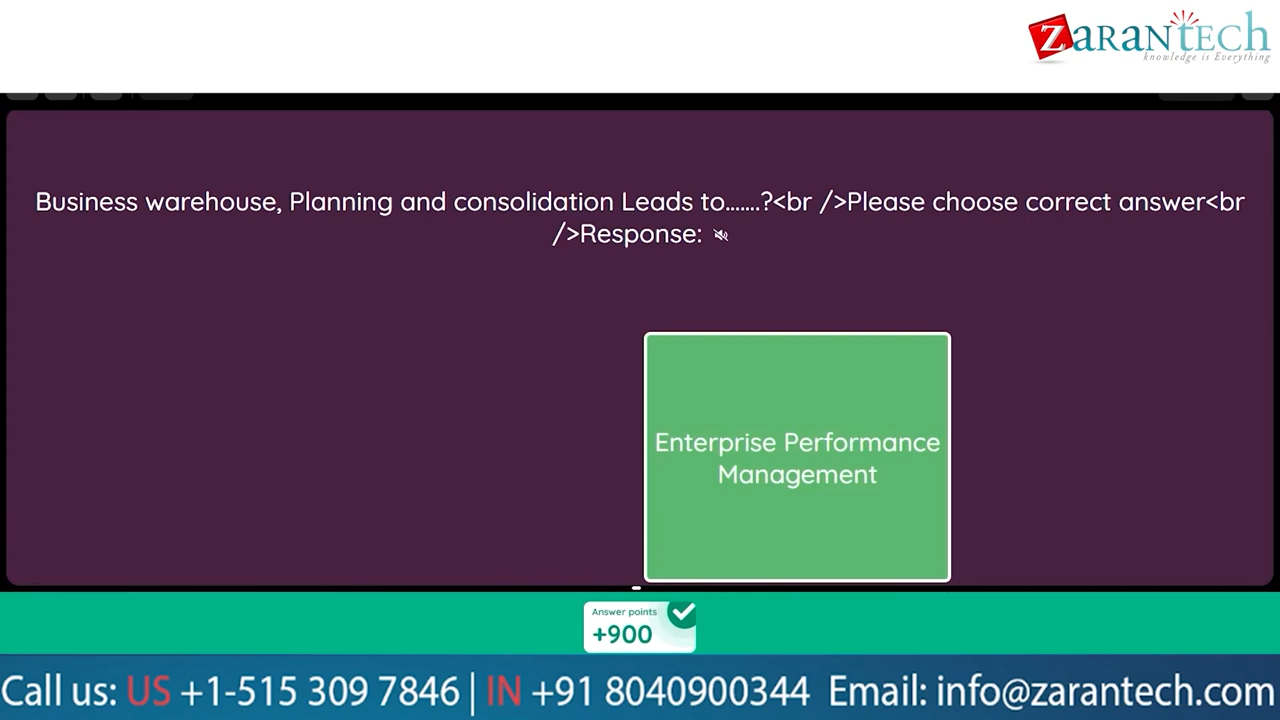 ZARANTECH
knowledge is Everything
Business warehouse, Planning and consolidation Leads to.......?<br />Please choose correct answer<br
/>Response:
Enterprise Performance
Management
Answer points
+900
Call us: US +1-515 309 7846 | IN +91 8040900344 Email: info@zarantech.com